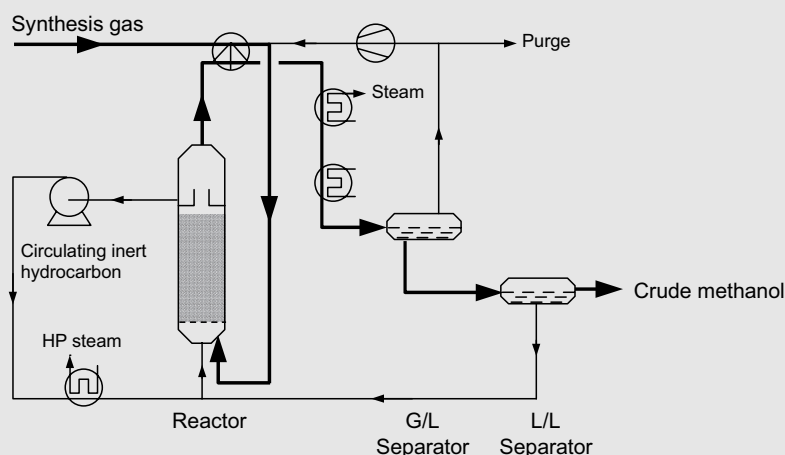 Synthesis gas
Purge
Steam
Circulating inert
hydrocarbon
Crude methanol
HP steam
Reactor
G/L
Separator
L/L
Separator